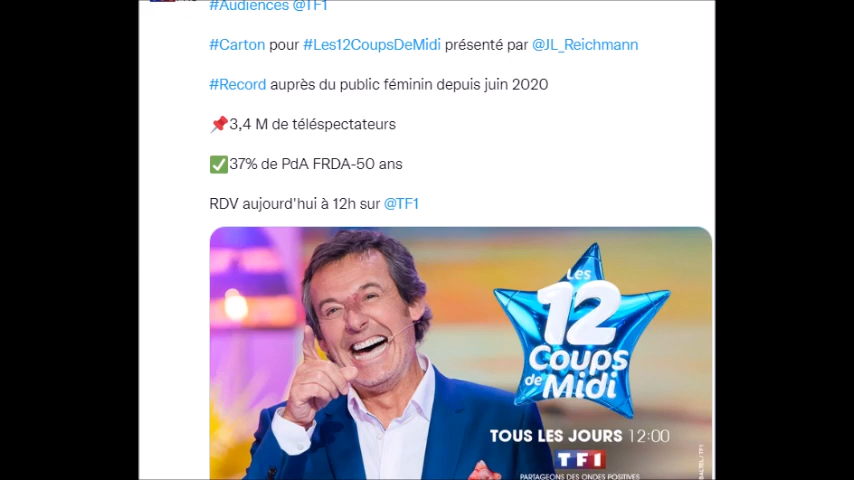 #Audiences @TF1
#Carton pour #Les12CoupsDeMidi présenté par @JL_Reichmann
#Record auprès du public féminin depuis juin 2020
📌3,4 M de téléspectateurs
✅37% de PdA FRDA-50 ans
RDV aujourd'hui à 12h sur @TF1
Les
12
Coups
de Midi
TOUS LES JOURS 12:00
TF1
PARTAGEONS DES ONDES POSITIVES